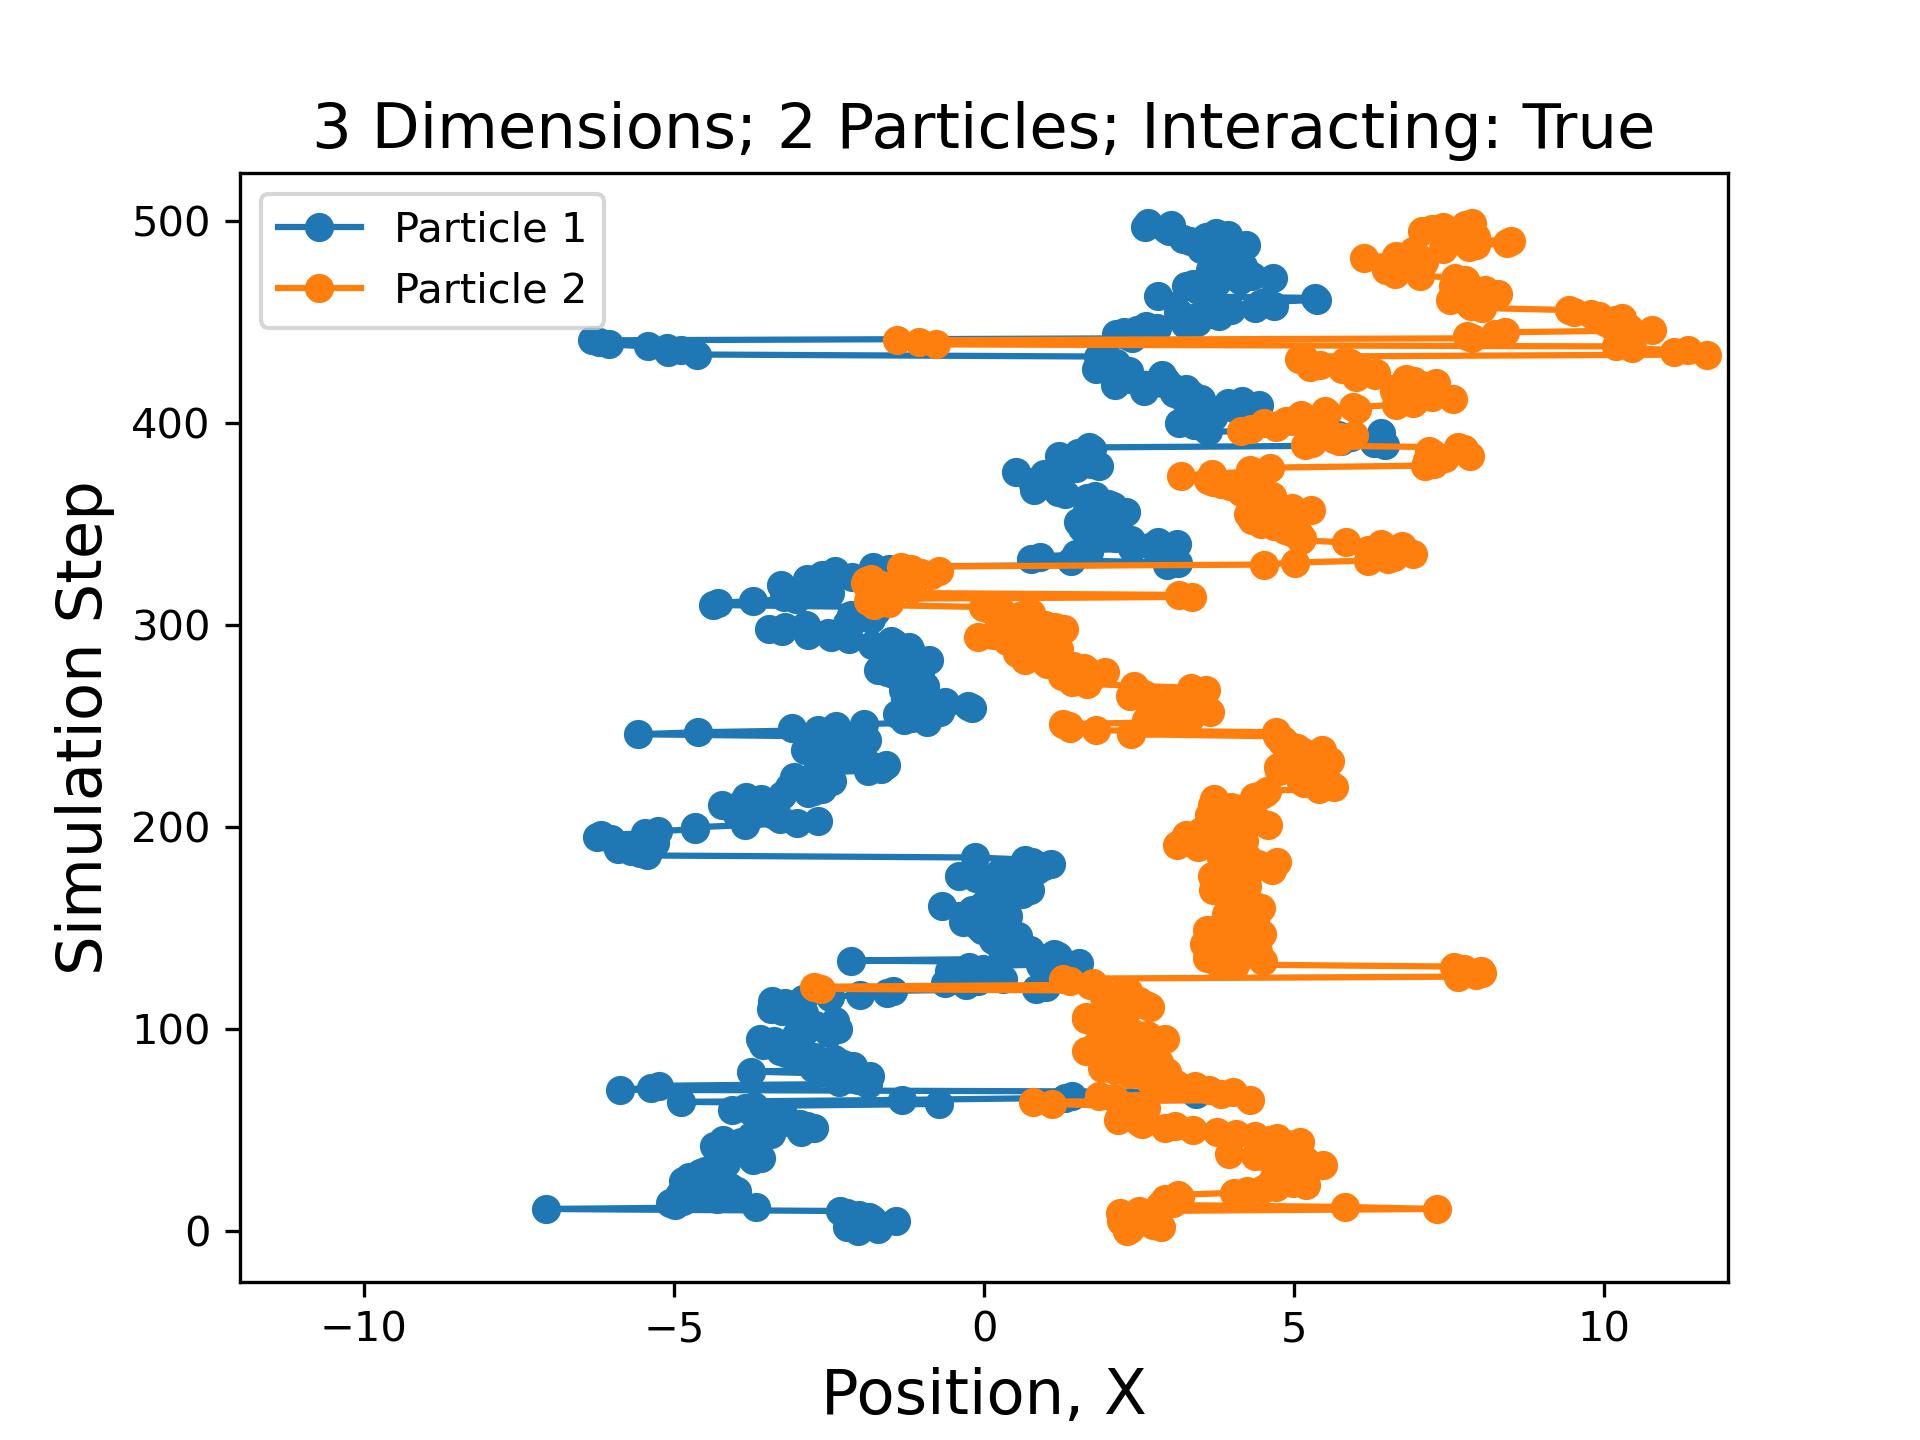 3 Dimensions; 2 Particles; Interacting: True
Particle 1
Particle 2
Simulation Step
500
400
300
200
100
0
−10
−5
0
5
10
Position, X